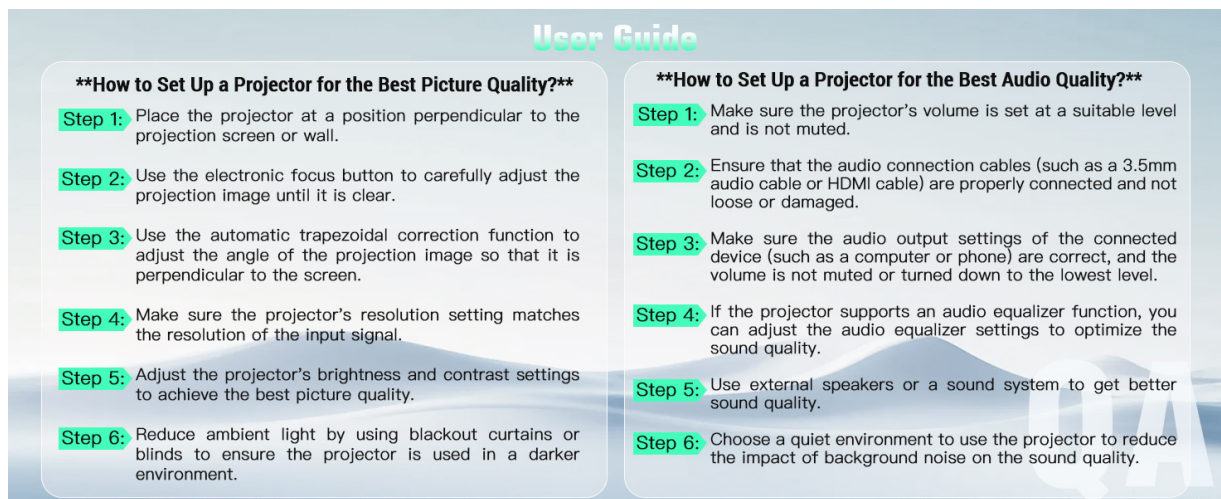 User Guide
**How to Set Up a Projector for the Best Picture Quality?**
Step 1: Place the projector at a position perpendicular to the
projection screen or wall.
Step 2: Use the electronic focus button to carefully adjust the
projection image until it is clear.
Step 3: Use the automatic trapezoidal correction function to
adjust the angle of the projection image so that it is
perpendicular to the screen.
Step 4: Make sure the projector's resolution setting matches
the resolution of the input signal.
Step 5: Adjust the projector's brightness and contrast settings
to achieve the best picture quality.
Step 6: Reduce ambient light by using blackout curtains or
blinds to ensure the projector is used in a darker
environment.
**How to Set Up a Projector for the Best Audio Quality?**
Step 1: Make sure the projector's volume is set at a suitable level
and is not muted.
Step 2: Ensure that the audio connection cables (such as a 3.5mm
audio cable or HDMI cable) are properly connected and not
loose or damaged.
Step 3: Make sure the audio output settings of the connected
device (such as a computer or phone) are correct, and the
volume is not muted or turned down to the lowest level.
Step 4: If the projector supports an audio equalizer function, you
can adjust the audio equalizer settings to optimize the
sound quality.
Step 5: Use external speakers or a sound system to get better
sound quality.
Step 6: Choose a quiet environment to use the projector to reduce
the impact of background noise on the sound quality.
QA